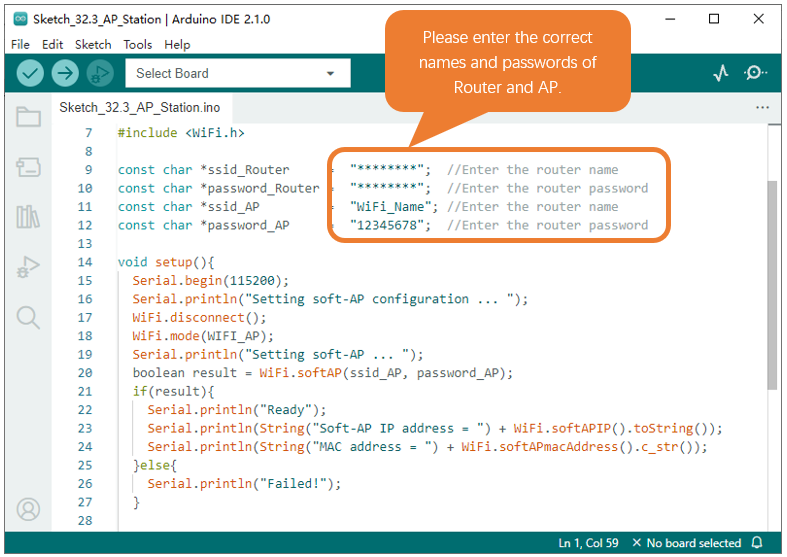 Sketch_32.3_AP_Station | Arduino IDE 2.1.0
File Edit Sketch Tools Help
Select Board
Please enter the correct
names and passwords of
Router and AP.
Sketch_32.3_AP_Station.ino
7 #include <WiFi.h>
8
9 const char *ssid_Router = "********"; //Enter the router name
10 const char *password_Router = "********"; //Enter the router password
11 const char *ssid_AP = "WiFi_Name"; //Enter the router name
12 const char *password_AP = "12345678"; //Enter the router password
13
14 void setup(){
15 Serial.begin(115200);
16 Serial.println("Setting soft-AP configuration ... ");
17 WiFi.disconnect();
18 WiFi.mode(WIFI_AP);
19 Serial.println("Setting soft-AP ... ");
20 boolean result = WiFi.softAP(ssid_AP, password_AP);
21 if(result){
22 Serial.println("Ready");
23 Serial.println(String("Soft-AP IP address = ") + WiFi.softAPIP().toString());
24 Serial.println(String("MAC address = ") + WiFi.softAPmacAddress().c_str());
25 }else{
26 Serial.println("Failed!");
27 }
28
Ln 1, Col 59 × No board selected